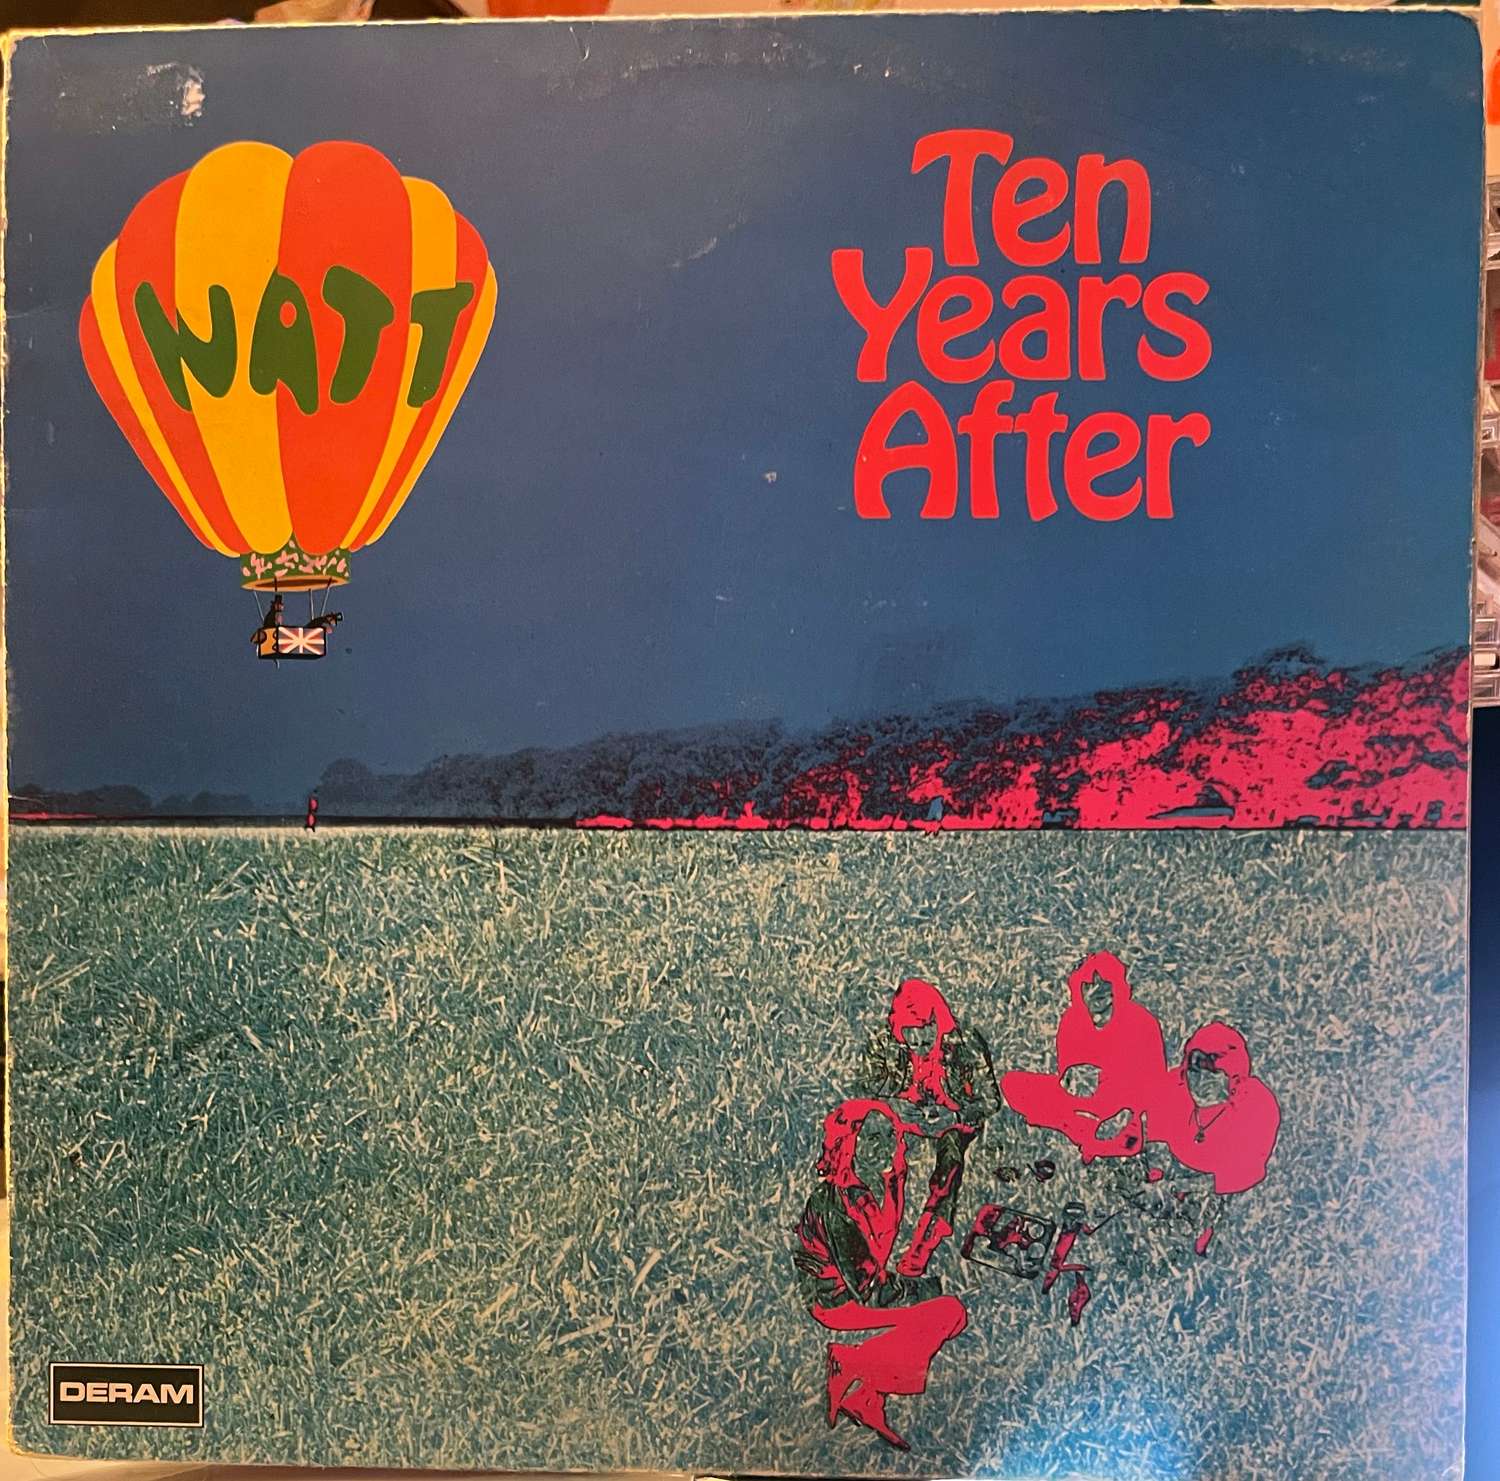 WATT
Ten
Years
After
DERAM